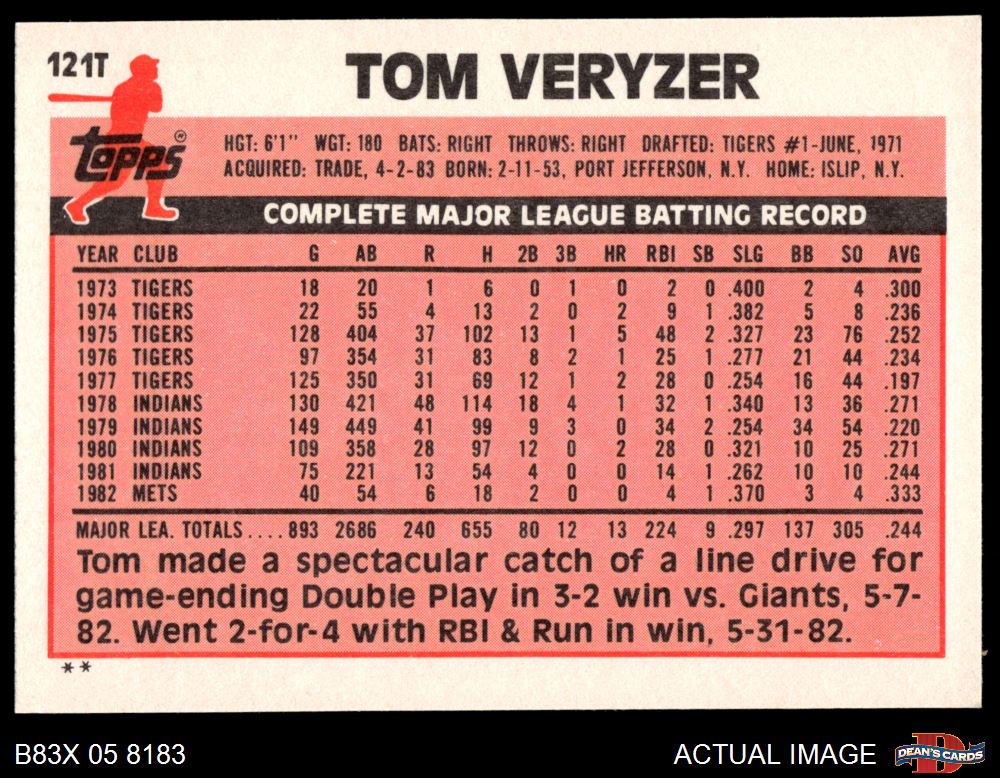 121T
TOM VERYZER
topps®
HGT: 6'1" WGT: 180 BATS: RIGHT THROWS: RIGHT DRAFTED: TIGERS #1-JUNE, 1971
ACQUIRED: TRADE, 4-2-83 BORN: 2-11-53, PORT JEFFERSON, N.Y. HOME: ISLIP, N.Y.
COMPLETE MAJOR LEAGUE BATTING RECORD
YEAR CLUB G AB R H 2B 3B HR RBI SB SLG BB SO AVG
1973 TIGERS 18 20 1 6 0 1 0 2 0 .400 2 4 .300
1974 TIGERS 22 55 4 13 2 0 2 9 1 .382 5 8 .236
1975 TIGERS 128 404 37 102 13 1 5 48 2 .327 23 76 .252
1976 TIGERS 97 354 31 83 8 2 1 25 1 .277 21 44 .234
1977 TIGERS 125 350 31 69 12 1 2 28 0 .254 16 44 .197
1978 INDIANS 130 421 48 114 18 4 1 32 1 .340 13 36 .271
1979 INDIANS 149 449 41 99 9 3 0 34 2 .254 34 54 .220
1980 INDIANS 109 358 28 97 12 0 2 28 0 .321 10 25 .271
1981 INDIANS 75 221 13 54 4 0 0 14 1 .262 10 10 .244
1982 METS 40 54 6 18 2 0 0 4 1 .370 3 4 .333
MAJOR LEA. TOTALS....893 2686 240 655 80 12 13 224 9 .297 137 305 .244
Tom made a spectacular catch of a line drive for
game-ending Double Play in 3-2 win vs. Giants, 5-7-
82. Went 2-for-4 with RBI & Run in win, 5-31-82.
**
B83X 05 8183
ACTUAL IMAGE
DEAN'S CARDS